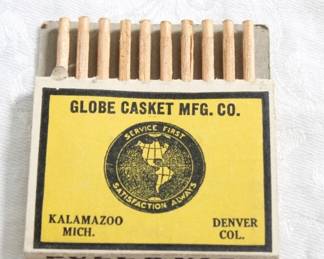 GLOBE CASKET MFG. CO.
SERVICE FIRST
SATISFACTION ALWAYS
KALAMAZOO
MICH.
DENVER
COL.